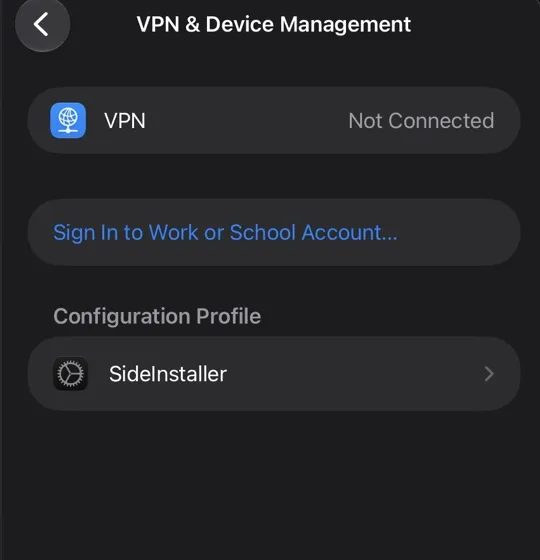 VPN & Device Management
VPN Not Connected
Sign In to Work or School Account...
Configuration Profile
SideInstaller